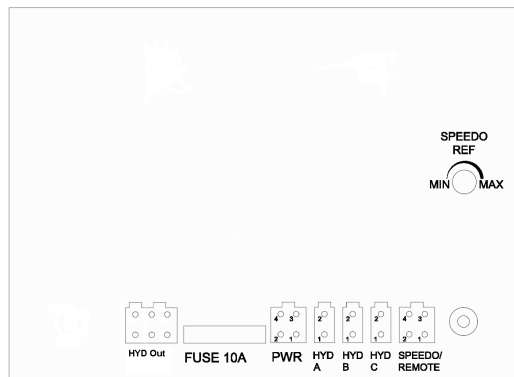 SPEEDO
REF
MIN MAX
4 3 2 2 2 4 3
2 1 1 1 1 2 1
HYD Out FUSE 10A PWR HYD HYD HYD SPEEDO/
A B C REMOTE